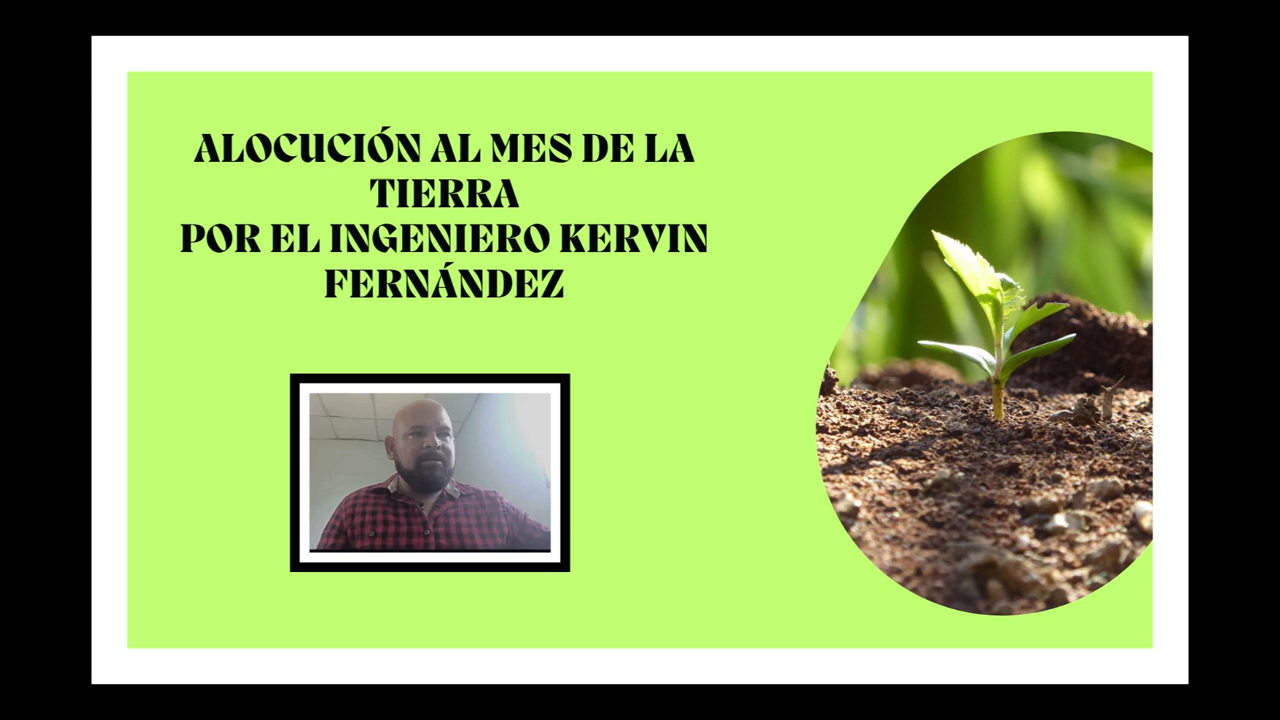 ALOCUCIÓN AL MES DE LA
TIERRA
POR EL INGENIERO KERVIN
FERNÁNDEZ